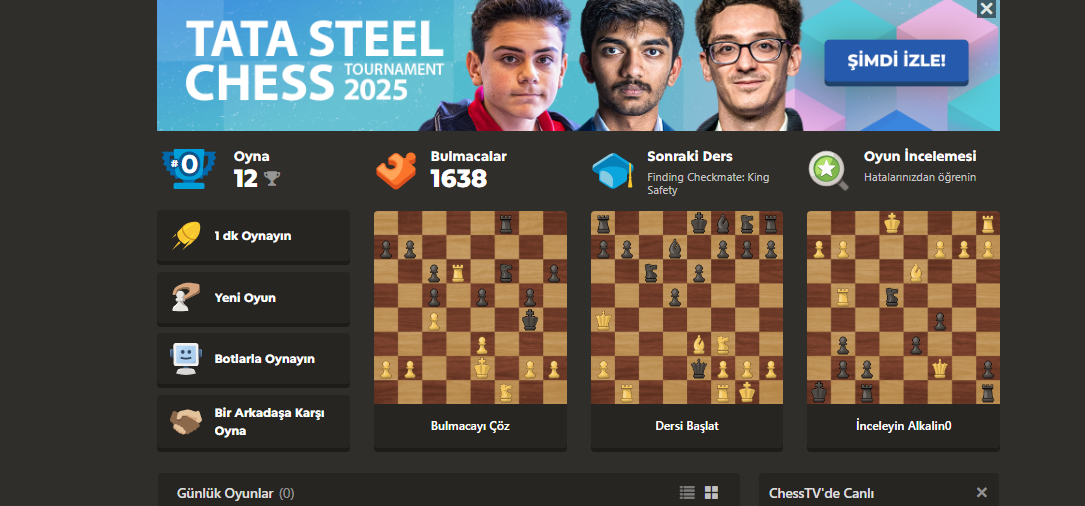 TATA STEEL
CHESS TOURNAMENT
2025
ŞİMDİ İZLE!
#0
Oyna
12
Bulmacalar
1638
Sonraki Ders
Finding Checkmate: King
Safety
Oyun İncelemesi
Hatalarınızdan öğrenin
1 dk Oynayın
Yeni Oyun
Botlarla Oynayın
Bir Arkadaşa Karşı
Oyna
Bulmacayı Çöz
Dersi Başlat
İnceleyin Alkalin0
Günlük Oyunlar (0)
ChessTV'de Canlı